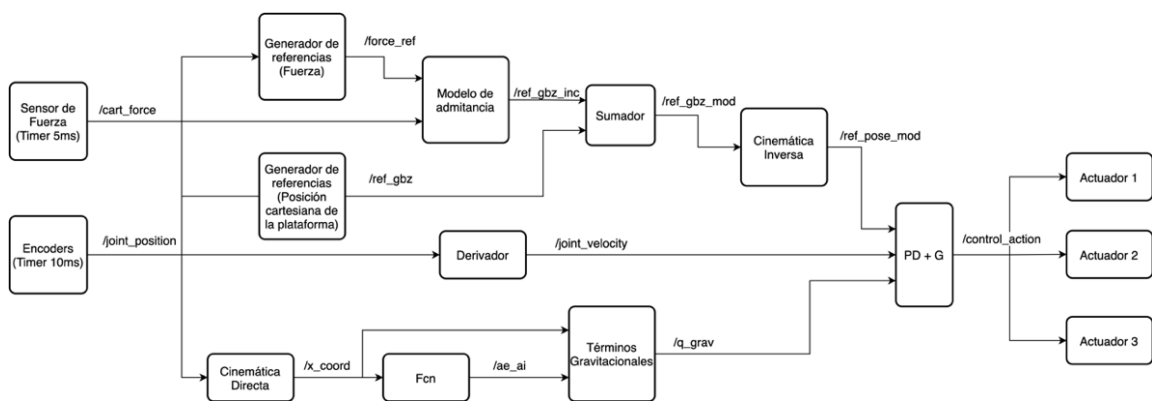 Generador de
referencias
(Fuerza)
/force_ref
Sensor de
Fuerza
(Timer 5ms)
/cart_force
Modelo de
admitancia
/ref_gbz_inc
Sumador
/ref_gbz_mod
Cinemática
Inversa
/ref_pose_mod
Generador de
referencias
(Posición
cartesiana de
la plataforma)
/ref_gbz
Encoders
(Timer 10ms)
/joint_position
Derivador
/joint_velocity
PD + G
/control_action
Actuador 1
Actuador 2
Actuador 3
Cinemática
Directa
/x_coord
Fcn
/ae_ai
Términos
Gravitacionales
/q_grav